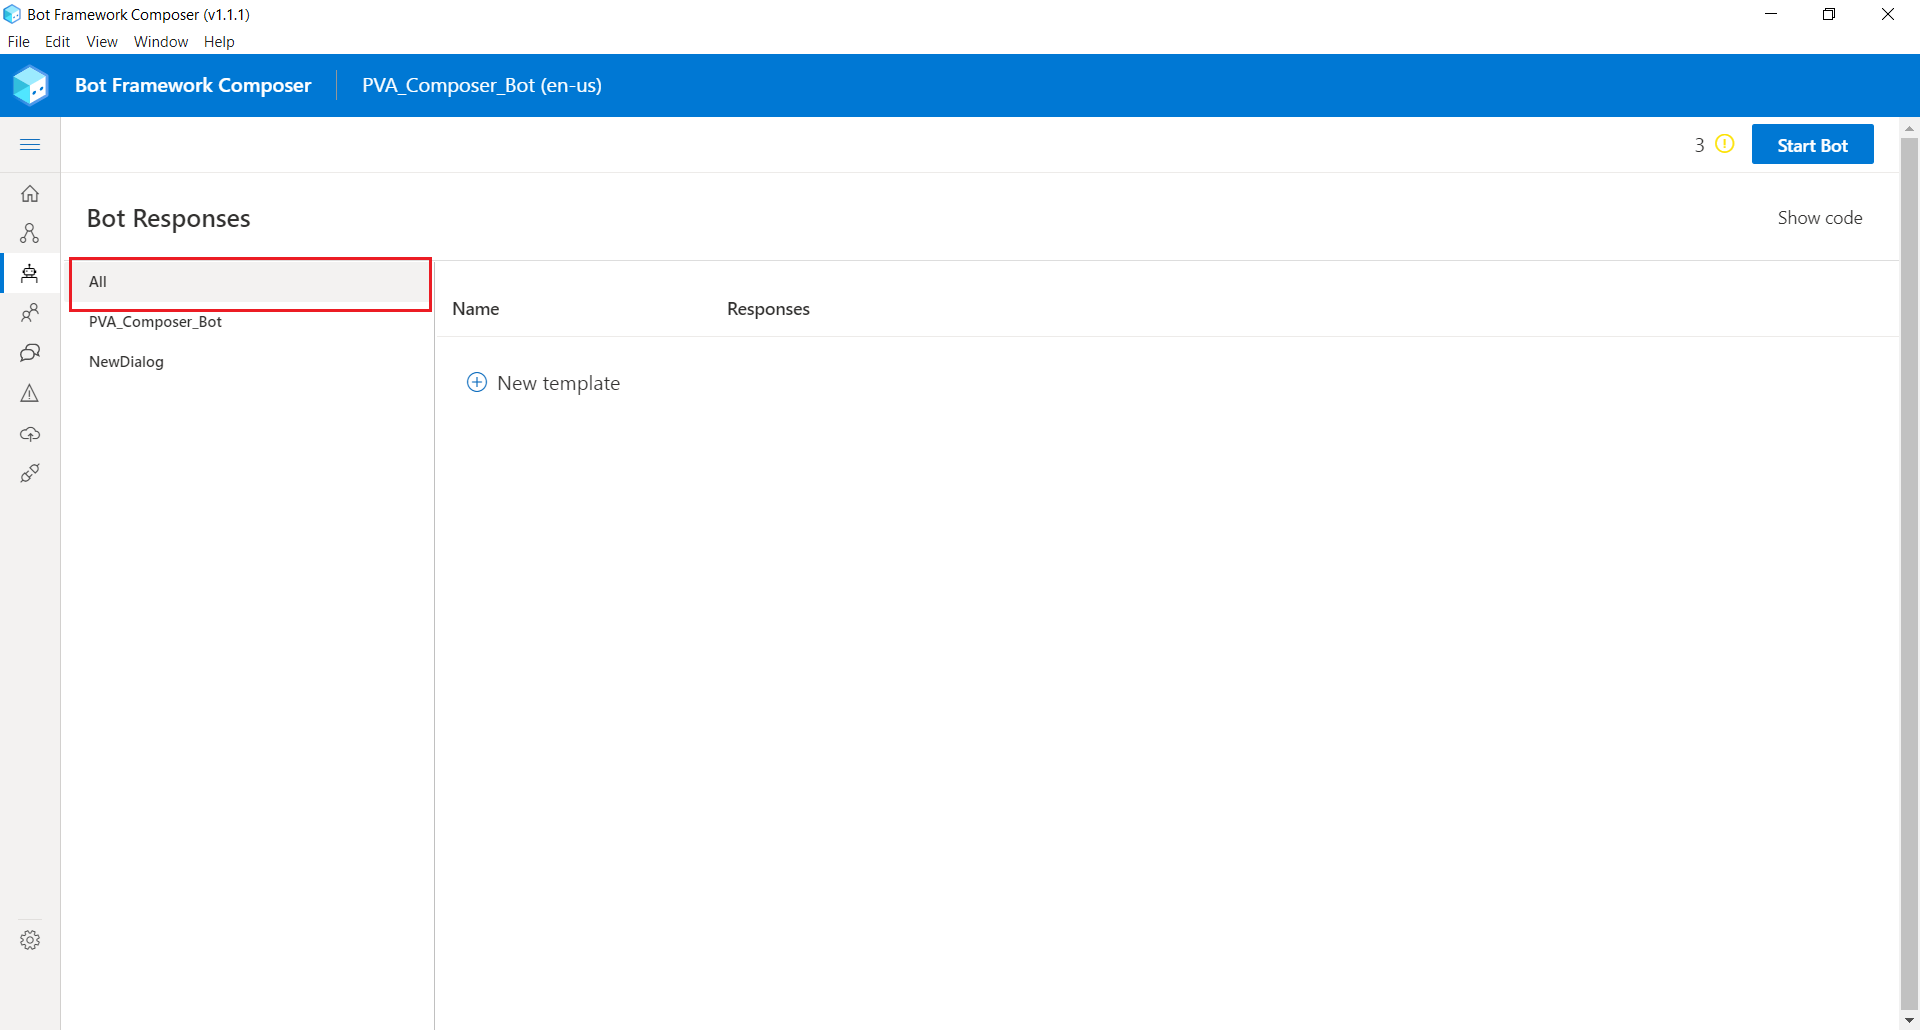 Bot Framework Composer (v1.1.1)
File Edit View Window Help
Bot Framework Composer PVA_Composer_Bot (en-us)
3 Start Bot
Bot Responses Show code
All
Name Responses
PVA_Composer_Bot
NewDialog
New template